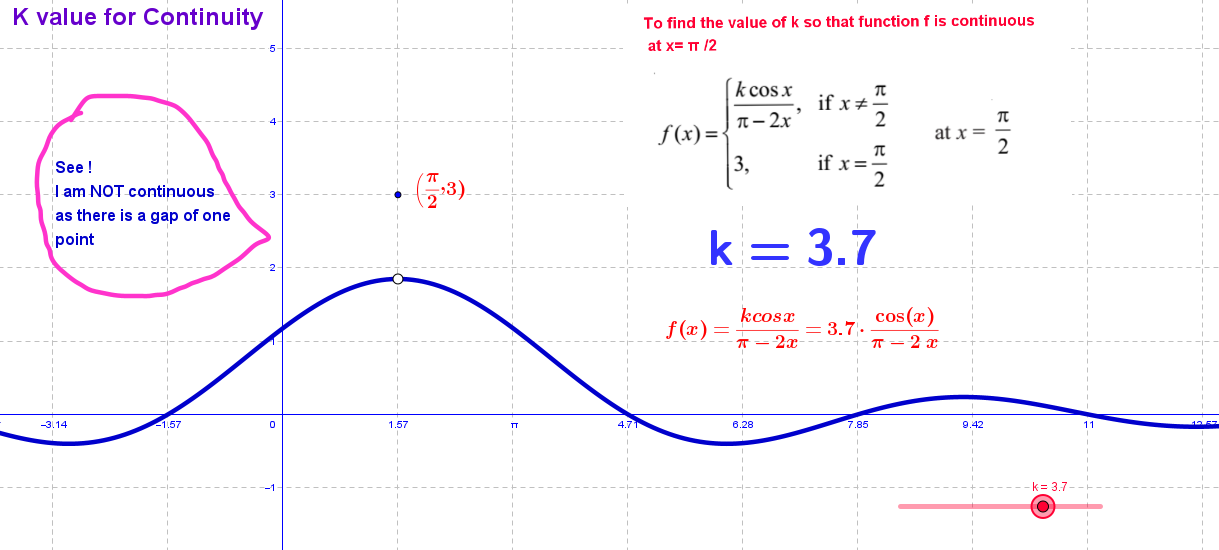 K value for Continuity
To find the value of k so that function f is continuous
at x= π /2
f(x) = { k cos x / π − 2x, if x ≠ π/2
3, if x = π/2
at x = π/2
See !
I am NOT continuous
as there is a gap of one
point
(π/2, 3)
k = 3.7
f(x) = kcosx / π − 2x = 3.7 · cos(x) / π − 2 x
5
4
3
2
1
−1
−3.14 −1.57 0 1.57 π 4.71 6.28 7.85 9.42 11 12.57
k = 3.7